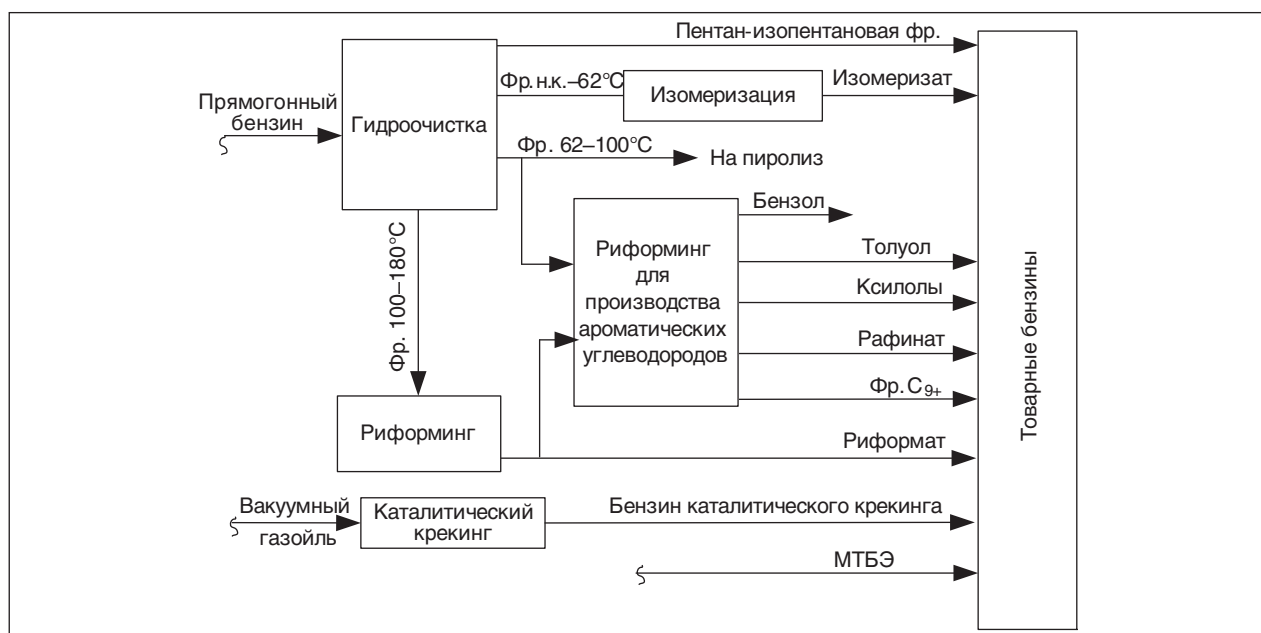 Пентан-изопентановая фр.
Фр. н.к.–62°C
Изомеризация
Изомеризат
Прямогонный
бензин
Гидроочистка
Фр. 62–100°C
На пиролиз
Бензол
Фр. 100–180°C
Риформинг
для
производства
ароматических
углеводородов
Толуол
Ксилолы
Рафинат
Фр. C9+
Товарные бензины
Риформинг
Риформат
Вакуумный
газойль
Каталитический
крекинг
Бензин каталитического крекинга
МТБЭ